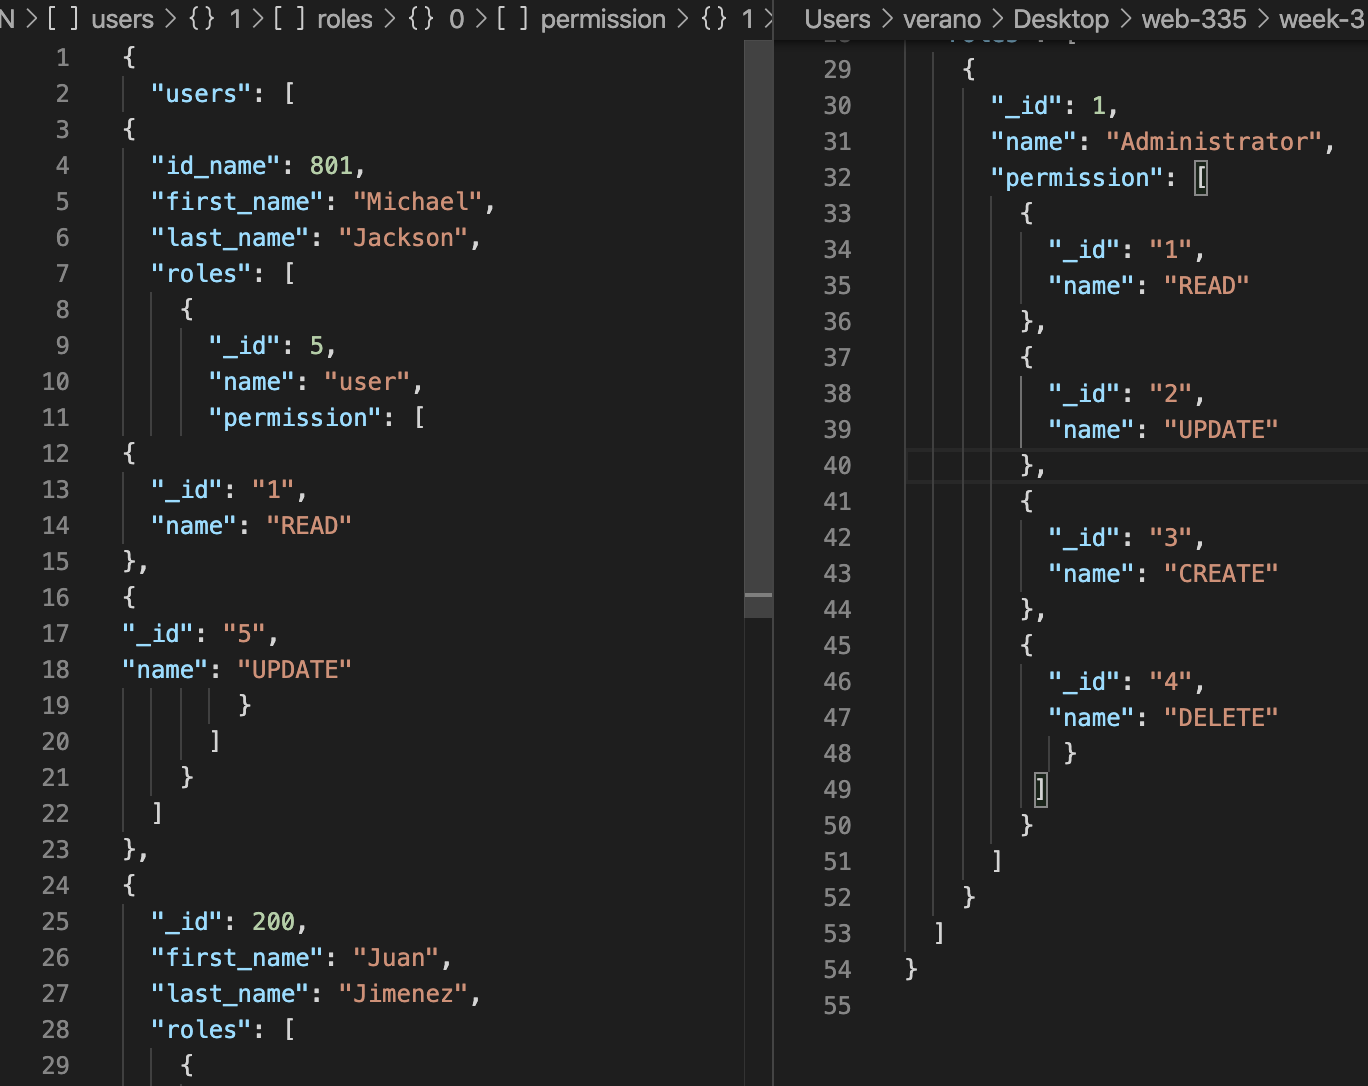 N > [ ] users > {} 1 > [ ] roles > {} 0 > [ ] permission > {} 1 >
1 {
2 "users": [
3 {
4 "id_name": 801,
5 "first_name": "Michael",
6 "last_name": "Jackson",
7 "roles": [
8 {
9 "_id": 5,
10 "name": "user",
11 "permission": [
12 {
13 "_id": "1",
14 "name": "READ"
15 },
16 {
17 "_id": "5",
18 "name": "UPDATE"
19 }
20 ]
21 }
22 ]
23 },
24 {
25 "_id": 200,
26 "first_name": "Juan",
27 "last_name": "Jimenez",
28 "roles": [
29 {
Users > verano > Desktop > web-335 > week-3
29 {
30 "_id": 1,
31 "name": "Administrator",
32 "permission": [
33 {
34 "_id": "1",
35 "name": "READ"
36 },
37 {
38 "_id": "2",
39 "name": "UPDATE"
40 },
41 {
42 "_id": "3",
43 "name": "CREATE"
44 },
45 {
46 "_id": "4",
47 "name": "DELETE"
48 }
49 ]
50 }
51 ]
52 }
53 ]
54 }
55